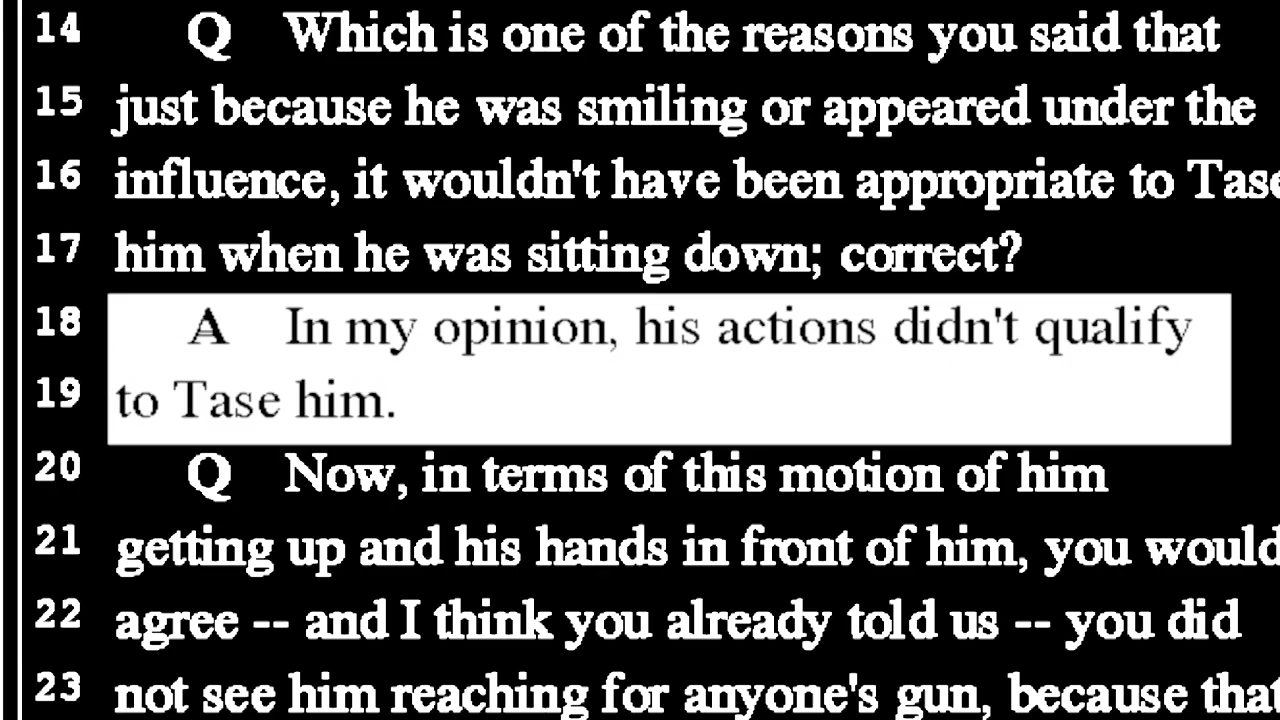 14 Q Which is one of the reasons you said that
15 just because he was smiling or appeared under the
16 influence, it wouldn't have been appropriate to Tase
17 him when he was sitting down; correct?
18 A In my opinion, his actions didn't qualify
19 to Tase him.
20 Q Now, in terms of this motion of him
21 getting up and his hands in front of him, you would
22 agree -- and I think you already told us -- you did
23 not see him reaching for anyone's gun, because that